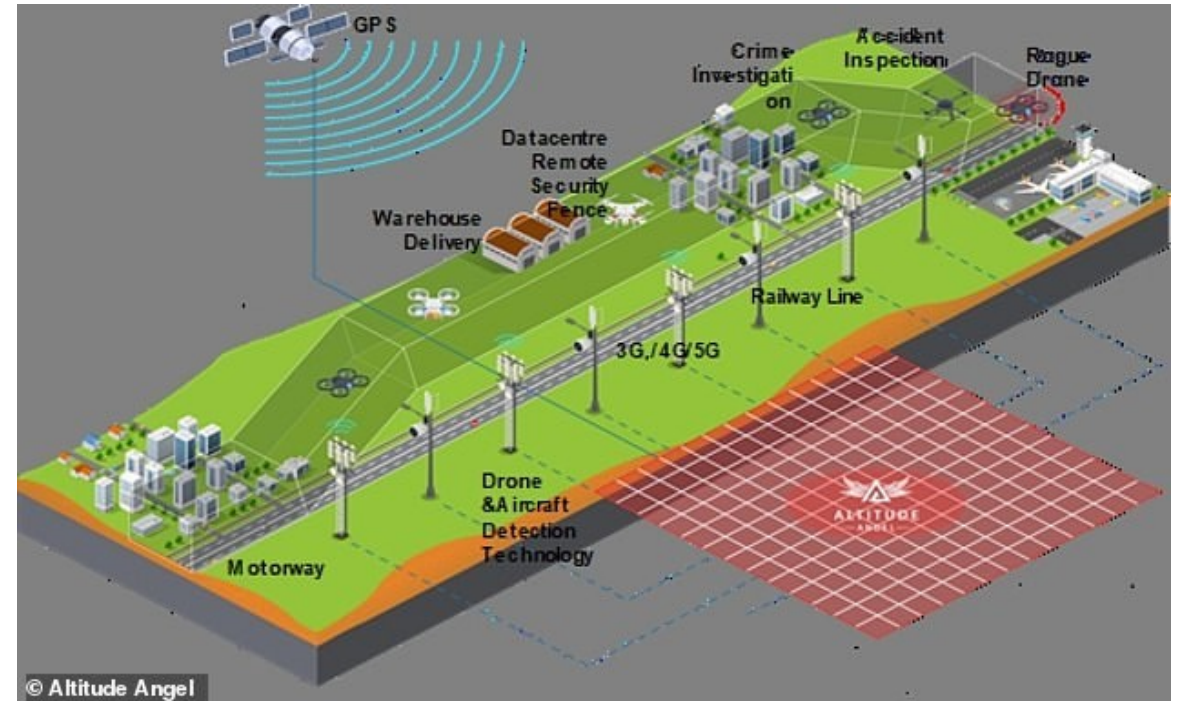 GPS
Crime
Investigati
on
Accident
Inspection
Rogue
Drone
Datacentre
Remote
Security
Fence
Warehouse
Delivery
Railway Line
3G,/4G/5G
Drone
&Aircraft
Detection
Technology
Motorway
ALTITUDE
ANGEL
© Altitude Angel